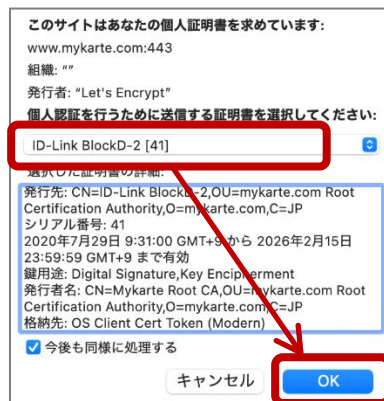 このサイトはあなたの個人証明書を求めています:
www.mykarte.com:443
組織: “”
発行者: “Let's Encrypt”
個人認証を行うために送信する証明書を選択してください:
ID-Link BlockD-2 [41]
選択した証明書の詳細:
発行先: CN=ID-Link BlockD-2,OU=mykarte.com Root
Certification Authority,O=mykarte.com,C=JP
シリアル番号: 41
2020年7月29日 9:31:00 GMT+9 から 2026年2月15日
23:59:59 GMT+9 まで有効
鍵用途: Digital Signature,Key Encipherment
発行者名: CN=Mykarte Root CA,OU=mykarte.com Root
Certification Authority,O=mykarte.com,C=JP
格納先: OS Client Cert Token (Modern)
今後も同様に処理する
キャンセル
OK